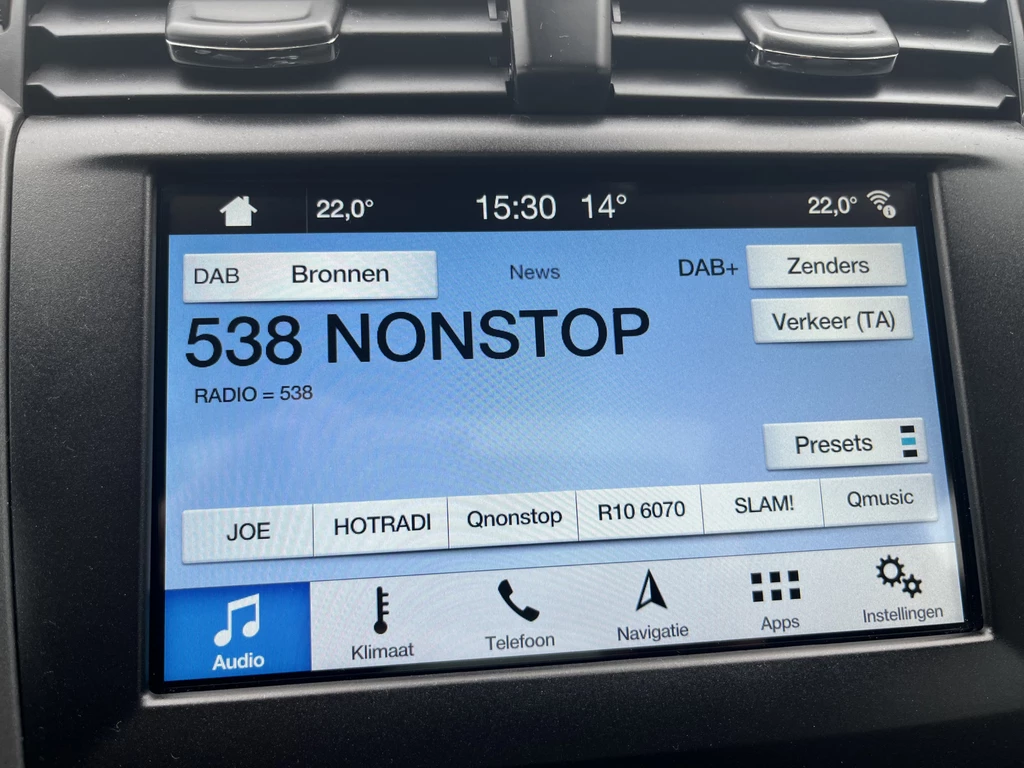 22,0° 15:30 14° 22,0°
DAB Bronnen News DAB+ Zenders
538 NONSTOP
Verkeer (TA)
RADIO = 538
Presets
JOE HOTRADI Qnonstop R10 6070 SLAM! Qmusic
Audio Klimaat Telefoon Navigatie Apps Instellingen